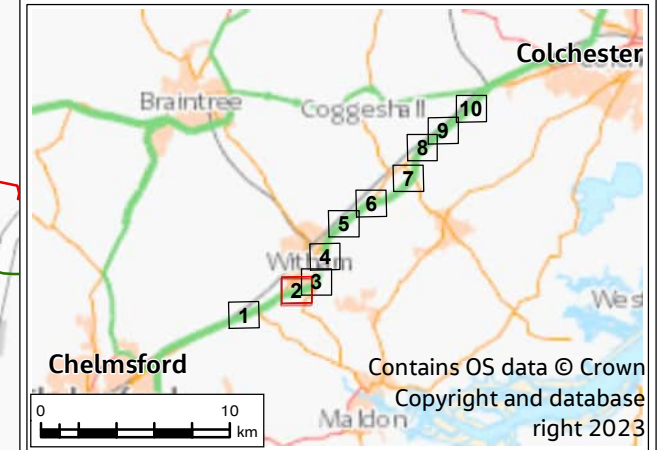 Colchester
Braintree
Coggeshall
10
9
8
7
6
5
4
Witham
3
2
1
West
Chelmsford
Contains OS data © Crown
Copyright and database
right 2023
Maldon
0 10
km